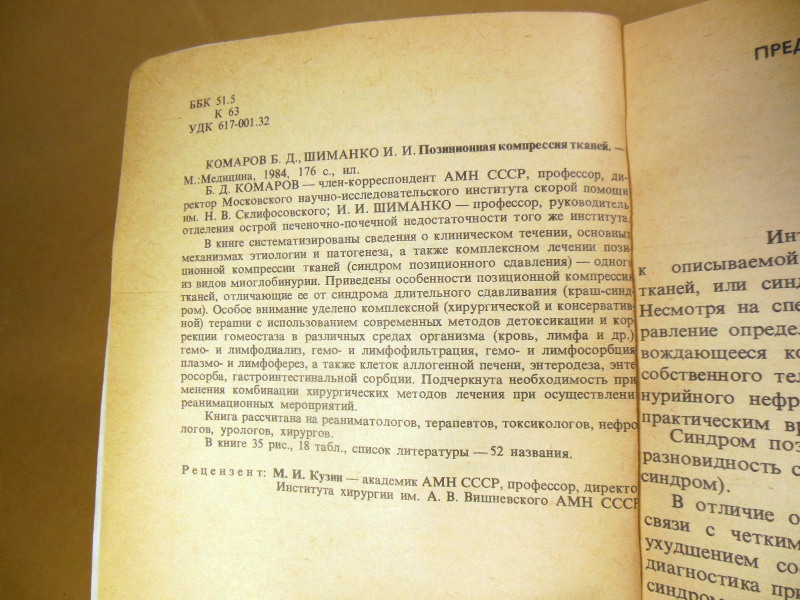 ББК 51.5
К 63
УДК 617-001.32
КОМАРОВ Б. Д., ШИМАНКО И. И. Позиционная компрессия тканей. —
М.: Медицина, 1984, 176 с., ил.
Б. Д. КОМАРОВ — член-корреспондент АМН СССР, профессор, ди-
ректор Московского научно-исследовательского института скорой помощи
им. Н. В. Склифосовского; И. И. ШИМАНКО — профессор, руководитель
отделения острой печеночно-почечной недостаточности того же института.
В книге систематизированы сведения о клиническом течении, основных
механизмах этиологии и патогенеза, а также комплексном лечении пози-
ционной компрессии тканей (синдром позиционного сдавления) — одного
из видов миоглобинурии. Приведены особенности позиционной компрессии
тканей, отличающие ее от синдрома длительного сдавливания (краш-синд-
ром). Особое внимание уделено комплексной (хирургической и консерватив-
ной) терапии с использованием современных методов детоксикации и кор-
рекции гомеостаза в различных средах организма (кровь, лимфа и др.)
гемо- и лимфодиализ, гемо- и лимфофильтрация, гемо- и лимфосорбция
плазмо- и лимфоферез, а также клеток аллогенной печени, энтеродеза, энте
росорба, гастроинтестинальной сорбции. Подчеркнута необходимость при
менения комбинации хирургических методов лечения при осуществлени
реанимационных мероприятий.
Книга рассчитана на реаниматологов, терапевтов, токсикологов, нефро
логов, урологов, хирургов.
В книге 35 рис., 18 табл., список литературы — 52 названия.
Рецензент: М. И. Кузин — академик АМН СССР, профессор, директо
Института хирургии им. А. В. Вишневского АМН СССР
ПРЕД
Инт
к описываемой
тканей, или синд
Несмотря на спе
равление определ
вождающееся ко
собственного тел
нурийного нефр
практическим вр
Синдром поз
разновидность с
синдром).
В отличие о
связи с четким
ухудшением со
диагностика при
синдром